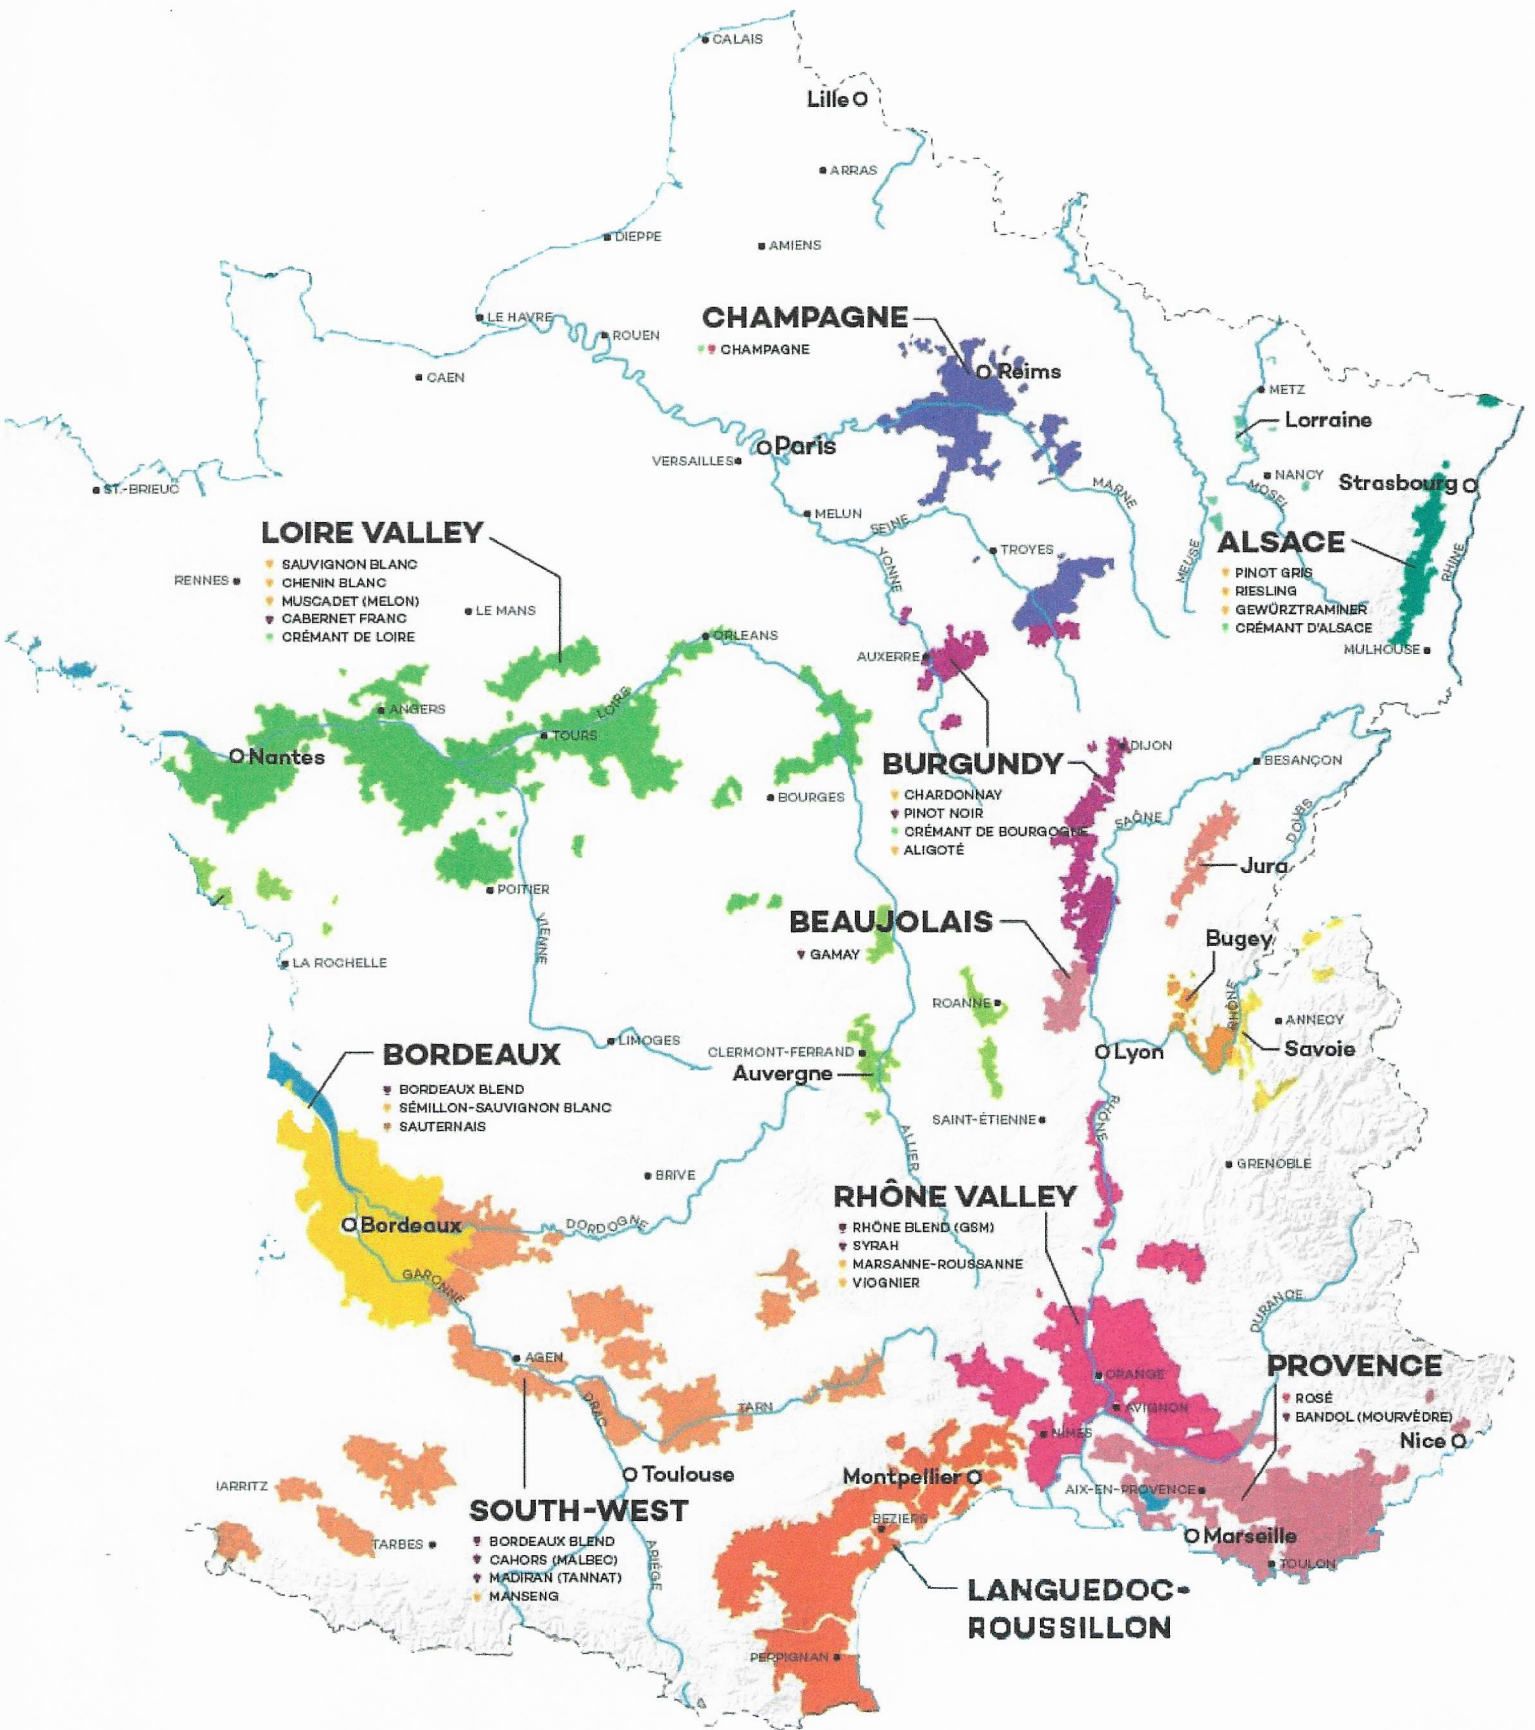 CALAIS
Lille
ARRAS
DIEPPE
AMIENS
LE HAVRE
ROUEN
CAEN
CHAMPAGNE
CHAMPAGNE
Reims
METZ
Lorraine
Paris
VERSAILLES
ST.-BRIEUC
NANCY
MOSEL
Strasbourg
MARNE
MELUN
SEINE
TROYES
YONNE
MEUSE
RHINE
LOIRE VALLEY
SAUVIGNON BLANC
CHENIN BLANC
MUSCADET (MELON)
CABERNET FRANC
CRÉMANT DE LOIRE
RENNES
LE MANS
ALSACE
PINOT GRIS
RIESLING
GEWÜRZTRAMINER
CRÉMANT D'ALSACE
MULHOUSE
ORLEANS
AUXERRE
ANGERS
LOIRE
TOURS
Nantes
BOURGES
BURGUNDY
CHARDONNAY
PINOT NOIR
CRÉMANT DE BOURGOGNE
ALIGOTÉ
DIJON
BESANÇON
SAÔNE
DOUBS
Jura
POITIER
VIENNE
BEAUJOLAIS
GAMAY
Bugey
LA ROCHELLE
ROANNE
RHÔNE
ANNECY
Savoie
LIMOGES
CLERMONT-FERRAND
Auvergne
Lyon
BORDEAUX
BORDEAUX BLEND
SÉMILLON-SAUVIGNON BLANC
SAUTERNAIS
SAINT-ÉTIENNE
RHÔNE
ALLIER
GRENOBLE
BRIVE
Bordeaux
DORDOGNE
GARONNE
RHÔNE VALLEY
RHÔNE BLEND (GSM)
SYRAH
MARSANNE-ROUSSANNE
VIOGNIER
DURANCE
AGEN
DRAC
TARN
ORANGE
AVIGNON
NIMES
PROVENCE
ROSÉ
BANDOL (MOURVÈDRE)
Nice
IARRITZ
Toulouse
Montpellier
AIX-EN-PROVENCE
SOUTH-WEST
BORDEAUX BLEND
CAHORS (MALBEC)
MADIRAN (TANNAT)
MANSENG
TARBES
ARIÉGE
BEZIERS
Marseille
TOULON
LANGUEDOC-
ROUSSILLON
PERPIGNAN